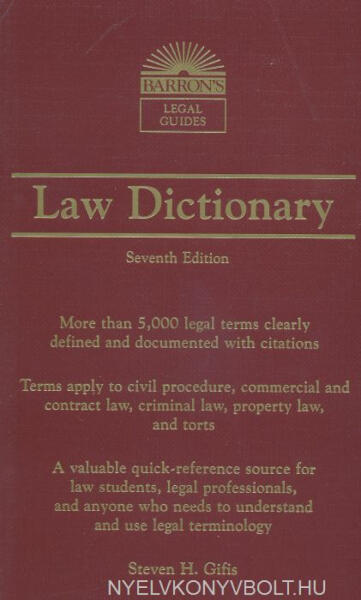 BARRON'S
LEGAL
GUIDES
Law Dictionary
Seventh Edition
More than 5,000 legal terms clearly
defined and documented with citations
Terms apply to civil procedure, commercial and
contract law, criminal law, property law,
and torts
A valuable quick-reference source for
law students, legal professionals,
and anyone who needs to understand
and use legal terminology
Steven H. Gifis
NYELVKONYVBOLT.HU